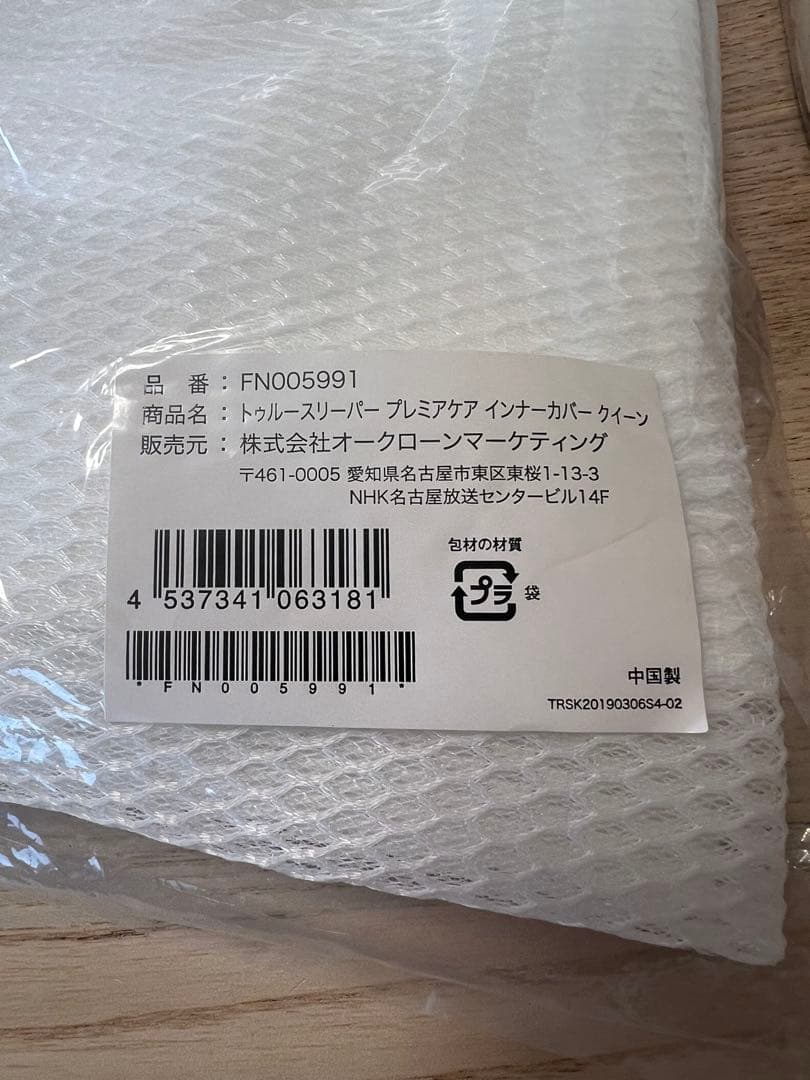 品 番 : FN005991
商品名 : トゥルースリーパー プレミアケア インナーカバー クイーン
販売元 : 株式会社オークローンマーケティング
〒461-0005 愛知県名古屋市東区東桜1-13-3
NHK名古屋放送センタービル14F
包材の材質
プラ 袋
4 537341 063181
*FN005991*
中国製
TRSK20190306S4-02